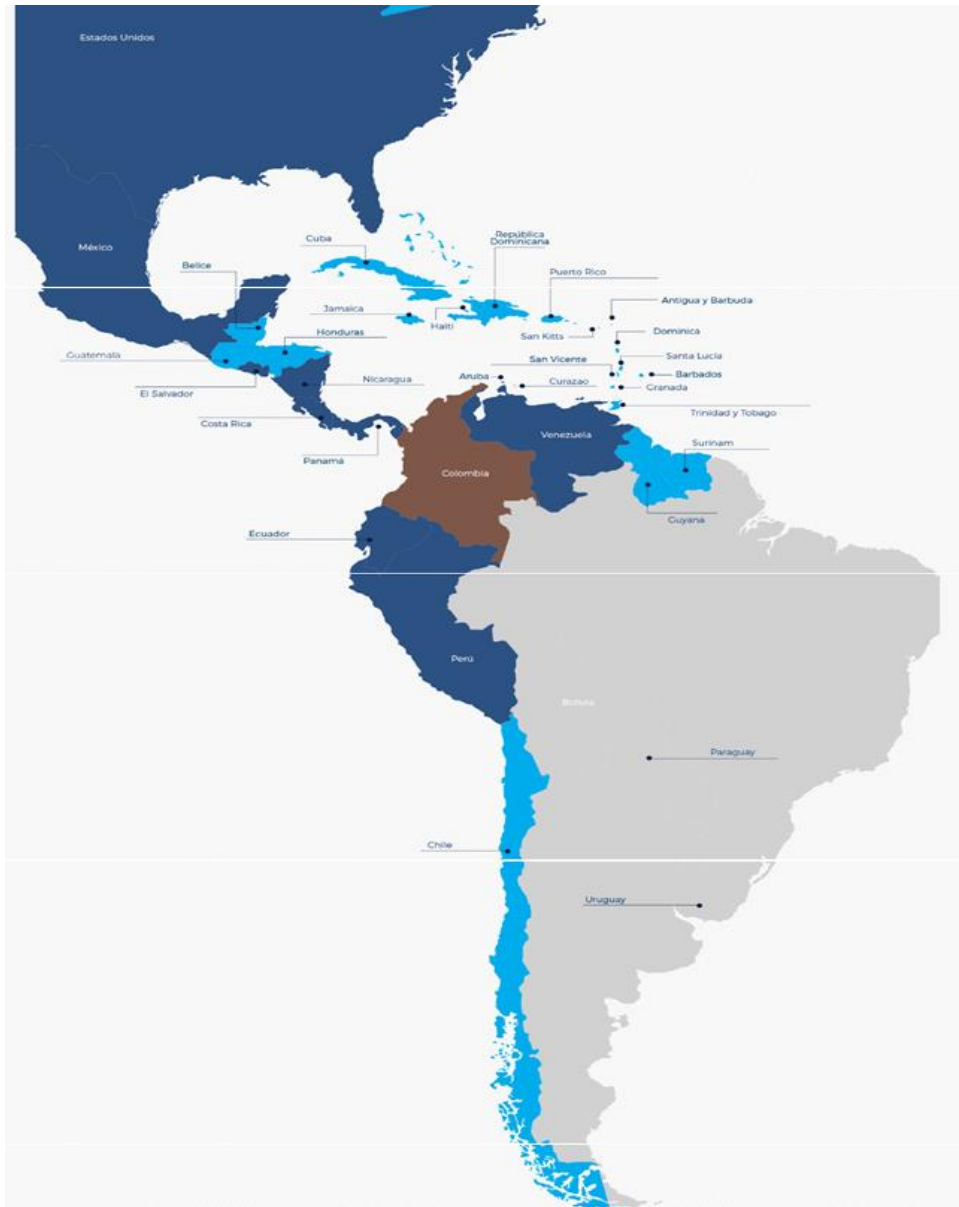 Estados Unidos
México
Cuba
República
Dominicana
Belice
Puerto Rico
Antigua y Barbuda
Jamaica
Haití
San Kitts
Dominica
Honduras
Guatemala
San Vicente
Santa Lucía
Aruba
Curazao
Barbados
El Salvador
Nicaragua
Granada
Costa Rica
Trinidad y Tobago
Panamá
Venezuela
Surinam
Colombia
Guyana
Ecuador
Perú
Bolivia
Paraguay
Chile
Uruguay